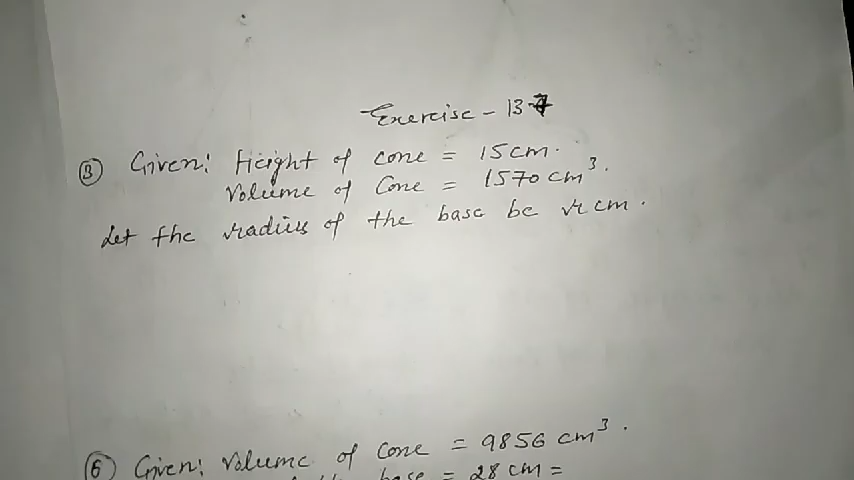 Exercise - 13.7
③ Given: Height of cone = 15cm.
Volume of Cone = 1570 cm³.
Let the radius of the base be r cm.
⑥ Given: Volume of Cone = 9856 cm³.
base = 28 cm =